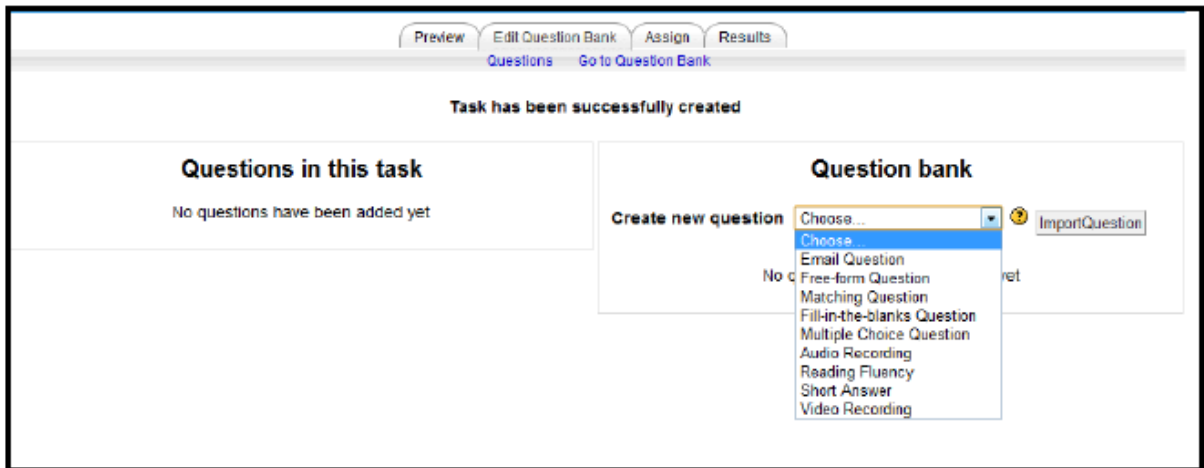 Preview Edit Question Bank Assign Results
Questions Go to Question Bank
Task has been successfully created
Questions in this task
No questions have been added yet
Question bank
Create new question Choose... ImportQuestion
Choose...
Email Question
No
Free-form Question
yet
Matching Question
Fill-in-the-blanks Question
Multiple Choice Question
Audio Recording
Reading Fluency
Short Answer
Video Recording